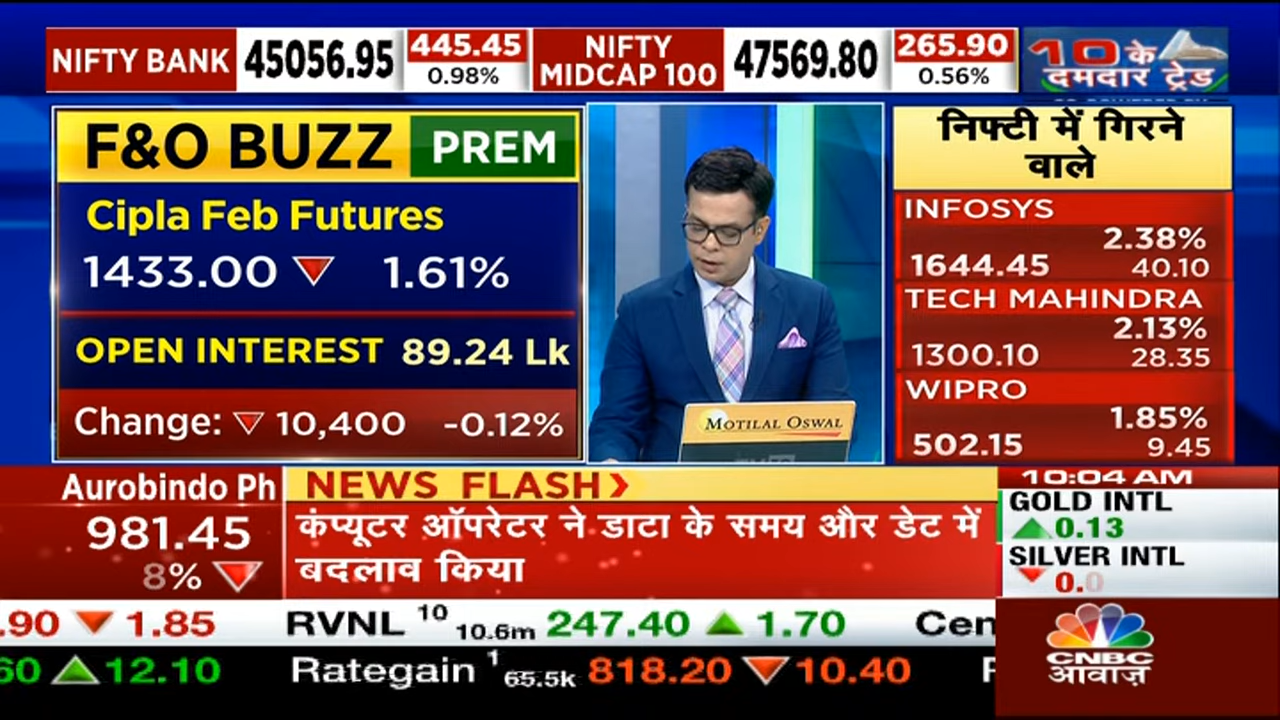 NIFTY BANK 45056.95 445.45 0.98%
NIFTY MIDCAP 100 47569.80 265.90 0.56%
10 के
दमदार ट्रेड
F&O BUZZ PREM
Cipla Feb Futures
1433.00 1.61%
OPEN INTEREST 89.24 Lk
Change: 10,400 -0.12%
MOTILAL OSWAL
निफ्टी में गिरने
वाले
INFOSYS
2.38%
1644.45 40.10
TECH MAHINDRA
2.13%
1300.10 28.35
WIPRO
1.85%
502.15 9.45
Aurobindo Ph
981.45
8%
NEWS FLASH
कंप्यूटर ऑपरेटर ने डाटा के समय और डेट में
बदलाव किया
10:04 AM
GOLD INTL
0.13
SILVER INTL
0.0
.90 1.85 RVNL 10 10.6m 247.40 1.70 Cen
60 12.10 Rategain 1 65.5k 818.20 10.40
CNBC
आवाज़